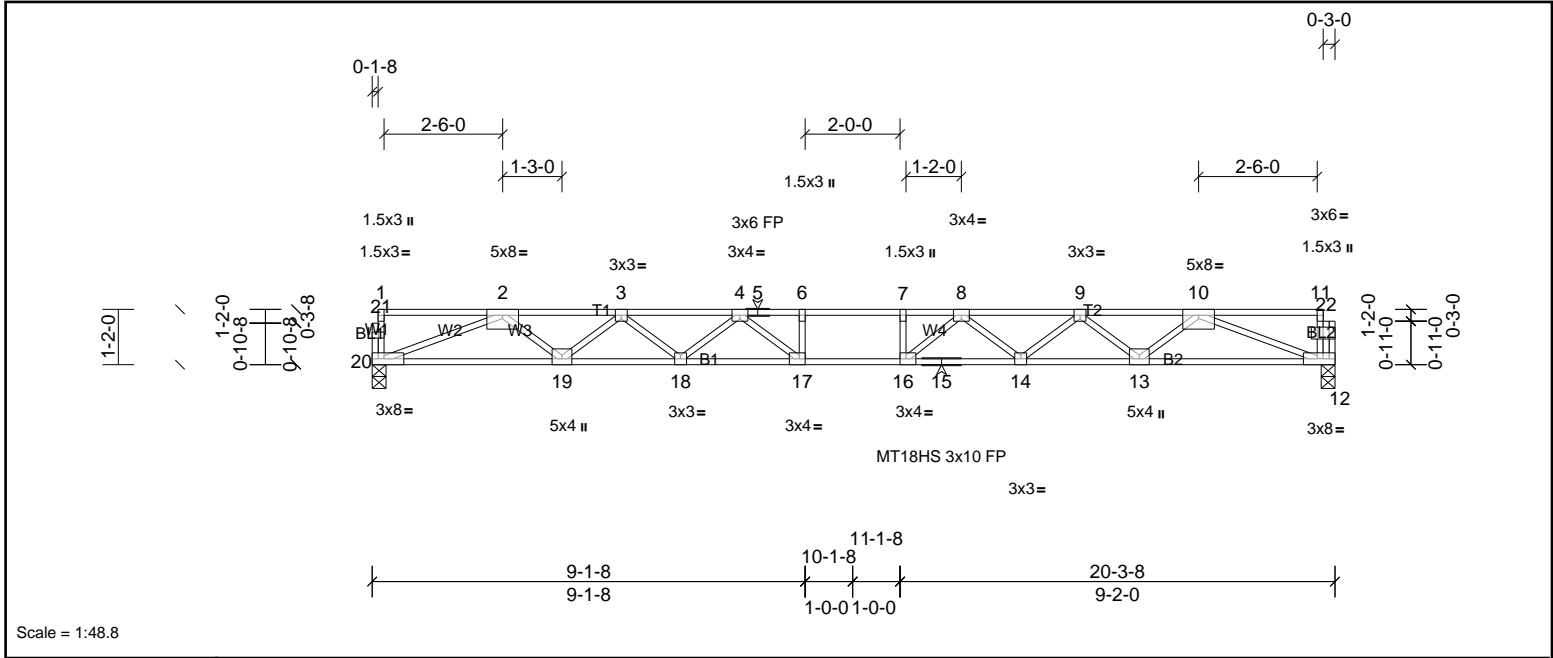 0-3-0
0-1-8
2-6-0 2-0-0
1-3-0 1-2-0 2-6-0
1.5x3 II
1.5x3 II 3x6 FP 3x4= 3x6=
1.5x3= 5x8= 3x4= 1.5x3 II 3x3= 1.5x3 II
3x3= 5x8=
1 2 3 4 5 6 7 8 9 10 11
21 T1 T2 22
1-2-0 1-2-0 0-10-8 0-10-8 0-3-8 W1 BL1 W2 W3 W4 BL2 1-2-0 0-11-0 0-11-0 0-3-0
20 B1 B2
19 18 17 16 15 14 13 12
3x8= 3x3= 3x4=
5x4 II 3x4= 5x4 II 3x8=
MT18HS 3x10 FP
3x3=
11-1-8
10-1-8
9-1-8 20-3-8
9-1-8 1-0-0 1-0-0 9-2-0
Scale = 1:48.8